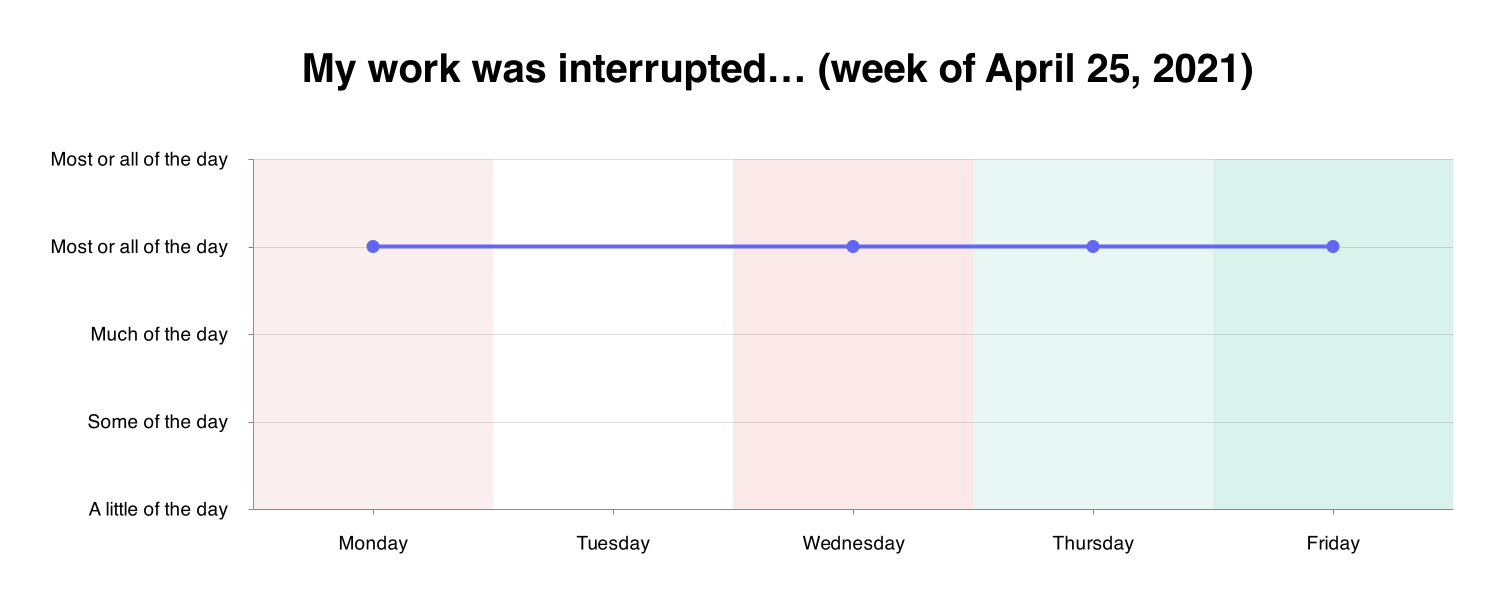 My work was interrupted… (week of April 25, 2021)
Most or all of the day
Most or all of the day
Much of the day
Some of the day
A little of the day
Monday
Tuesday
Wednesday
Thursday
Friday